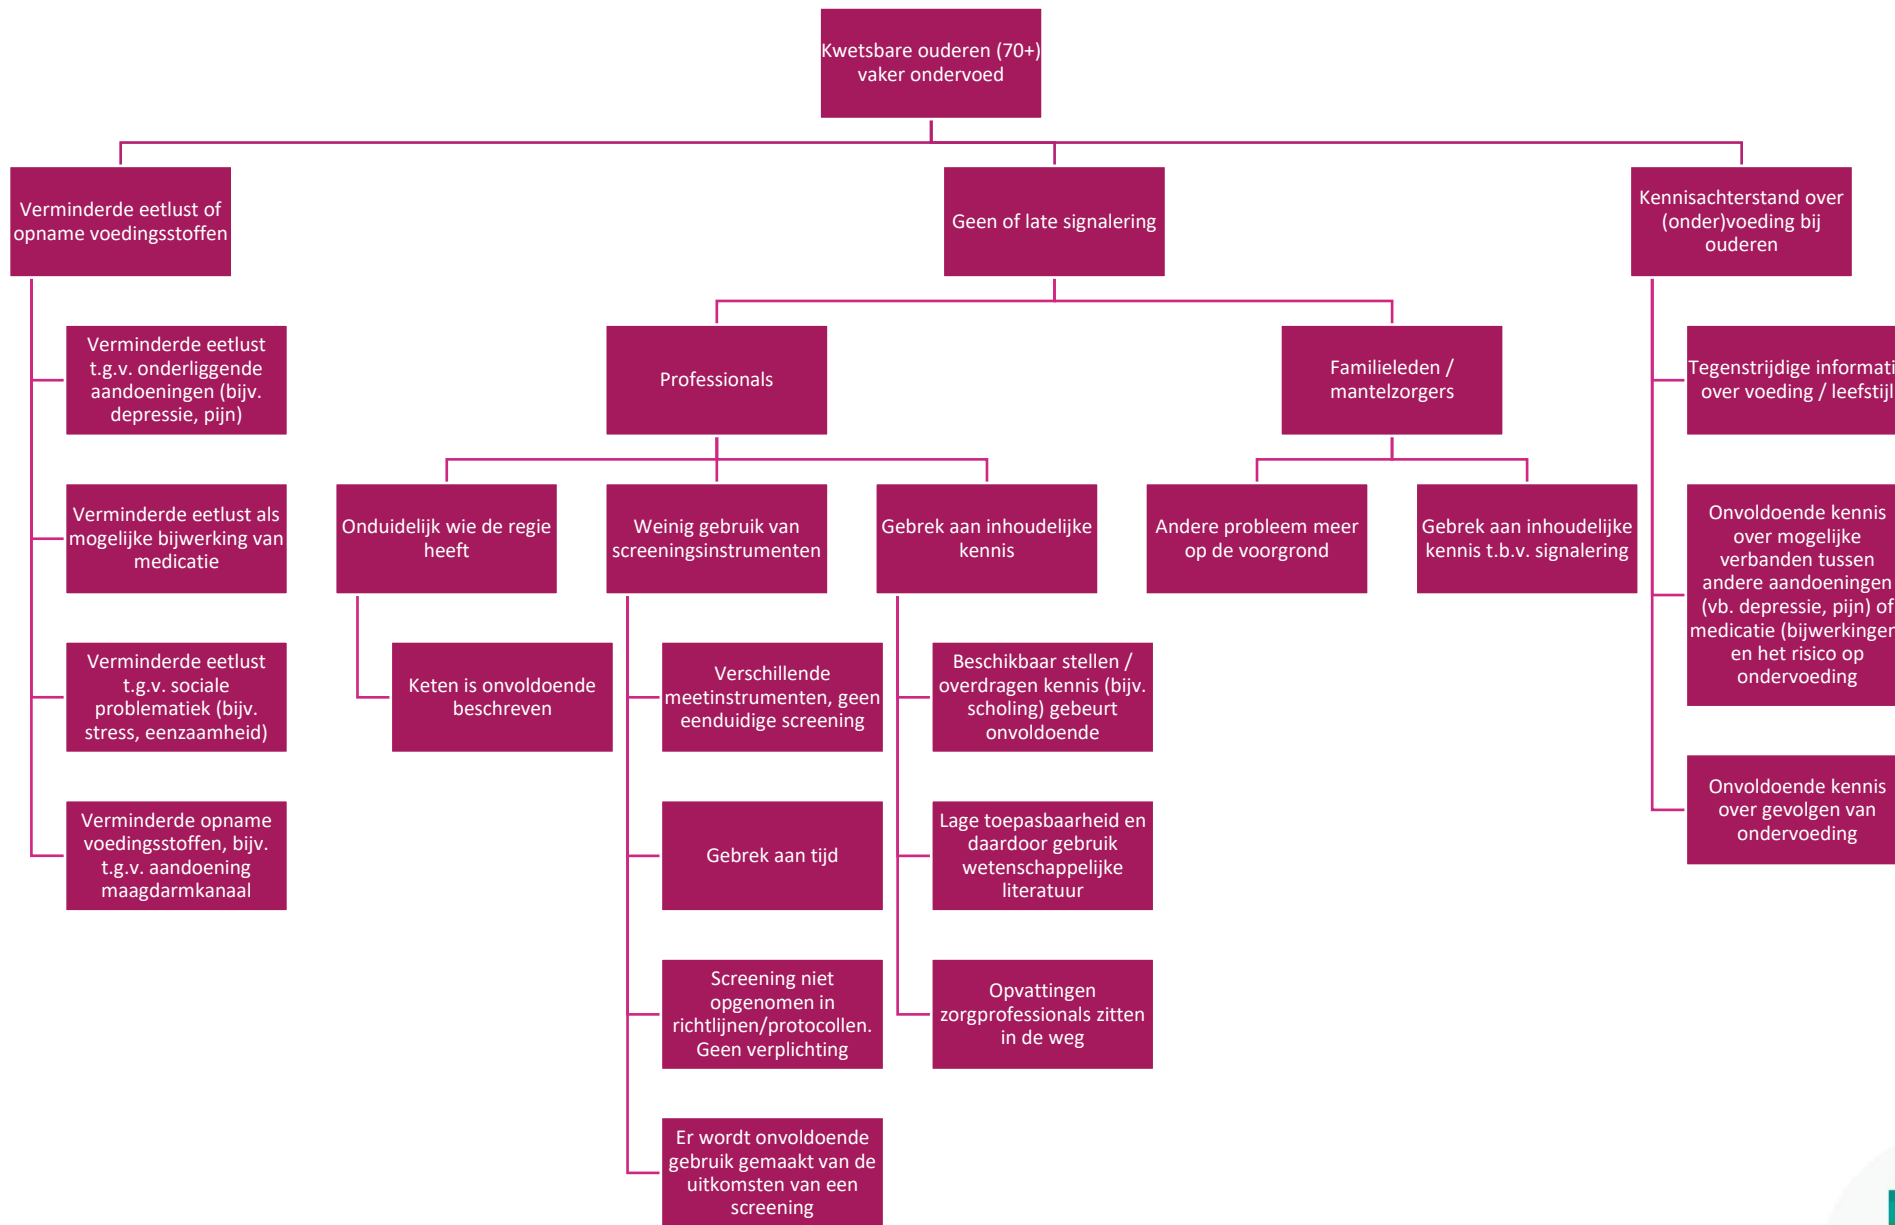 Kwetsbare ouderen (70+)
vaker ondervoed
Verminderde eetlust of
opname voedingsstoffen
Geen of late signalering
Kennisachterstand over
(onder)voeding bij
ouderen
Verminderde eetlust
t.g.v. onderliggende
aandoeningen (bijv.
depressie, pijn)
Professionals
Familieleden /
mantelzorgers
Tegenstrijdige informati
over voeding / leefstijl
Verminderde eetlust als
mogelijke bijwerking van
medicatie
Onduidelijk wie de regie
heeft
Weinig gebruik van
screeningsinstrumenten
Gebrek aan inhoudelijke
kennis
Andere probleem meer
op de voorgrond
Gebrek aan inhoudelijke
kennis t.b.v. signalering
Onvoldoende kennis
over mogelijke
verbanden tussen
andere aandoeningen
(vb. depressie, pijn) of
medicatie (bijwerkingen
en het risico op
ondervoeding
Verminderde eetlust
t.g.v. sociale
problematiek (bijv.
stress, eenzaamheid)
Keten is onvoldoende
beschreven
Verschillende
meetinstrumenten, geen
eenduidige screening
Beschikbaar stellen /
overdragen kennis (bijv.
scholing) gebeurt
onvoldoende
Onvoldoende kennis
over gevolgen van
ondervoeding
Verminderde opname
voedingsstoffen, bijv.
t.g.v. aandoening
maagdarmkanaal
Gebrek aan tijd
Lage toepasbaarheid en
daardoor gebruik
wetenschappelijke
literatuur
Screening niet
opgenomen in
richtlijnen/protocollen.
Geen verplichting
Opvattingen
zorgprofessionals zitten
in de weg
Er wordt onvoldoende
gebruik gemaakt van de
uitkomsten van een
screening